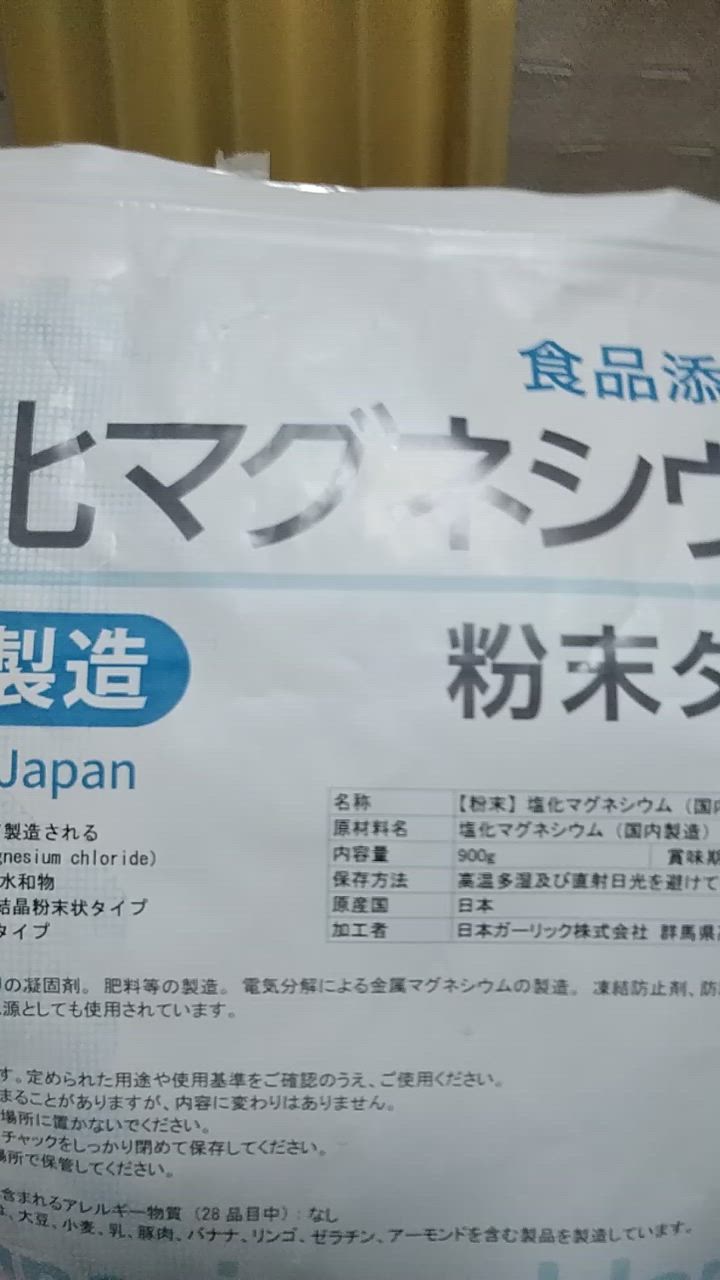 食品添
化マグネシウ
製造
粉末タ
Japan
名称 【粉末】塩化マグネシウム（国内
原材料名 塩化マグネシウム（国内製造）
内容量 900g 賞味期
保存方法 高温多湿及び直射日光を避けて
原産国 日本
加工者 日本ガーリック株式会社 群馬県
製造される
gnesium chloride)
水和物
結晶粉末状タイプ
タイプ
の凝固剤。肥料等の製造。電気分解による金属マグネシウムの製造。凍結防止剤、防
源としても使用されています。
す。定められた用途や使用基準をご確認のうえ、ご使用ください。
まることがありますが、内容に変わりはありません。
場所に置かないでください。
チャックをしっかり閉めて保存してください。
場所で保管してください。
含まれるアレルギー物質（28品目中）：なし
、大豆、小麦、乳、豚肉、バナナ、リンゴ、ゼラチン、アーモンドを含む製品を製造しています。